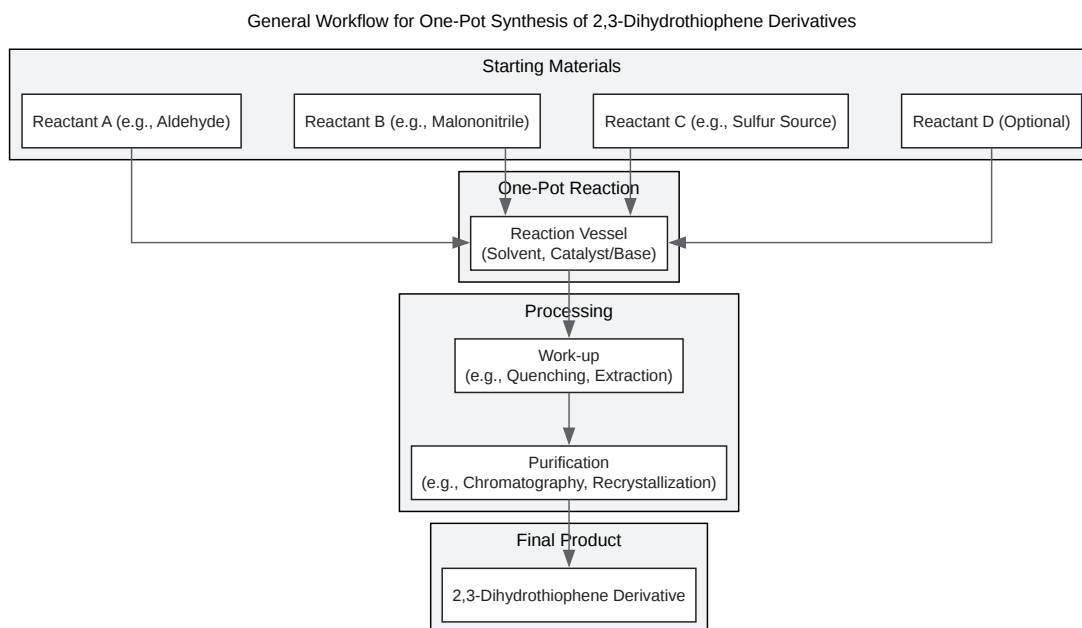 General Workflow for One-Pot Synthesis of 2,3-Dihydrothiophene Derivatives
Starting Materials
Reactant A (e.g., Aldehyde)
Reactant B (e.g., Malononitrile)
Reactant C (e.g., Sulfur Source)
Reactant D (Optional)
One-Pot Reaction
Reaction Vessel
(Solvent, Catalyst/Base)
Processing
Work-up
(e.g., Quenching, Extraction)
Purification
(e.g., Chromatography, Recrystallization)
Final Product
2,3-Dihydrothiophene Derivative